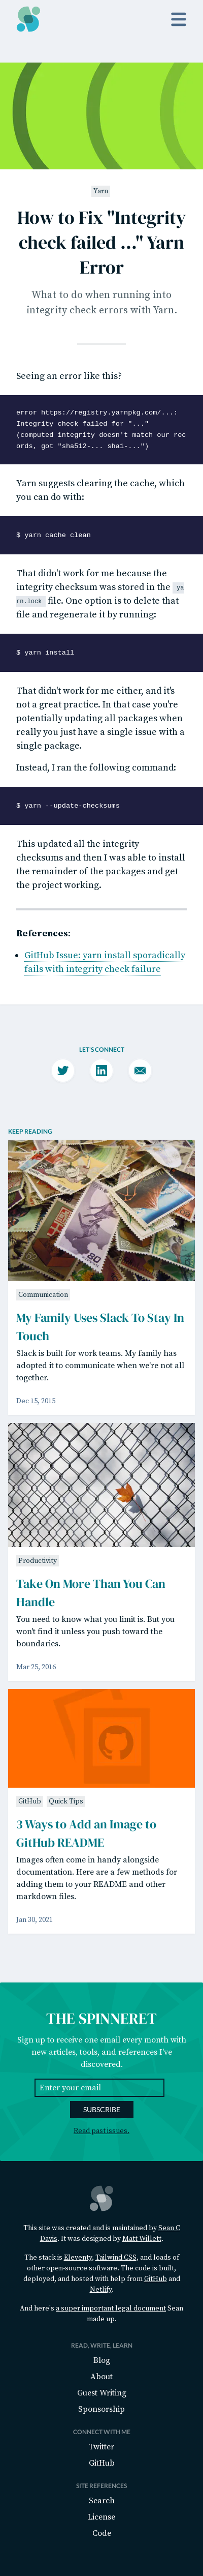 Yarn
How to Fix "Integrity
check failed ..." Yarn
Error
What to do when running into
integrity check errors with Yarn.
Seeing an error like this?
error https://registry.yarnpkg.com/...:
Integrity check failed for "..."
(computed integrity doesn't match our rec
ords, got "sha512-... sha1-...")
Yarn suggests clearing the cache, which
you can do with:
$ yarn cache clean
That didn't work for me because the
integrity checksum was stored in the ya
rn.lock file. One option is to delete that
file and regenerate it by running:
$ yarn install
That didn't work for me either, and it's
not a great practice. In that case you're
potentially updating all packages when
really you just have a single issue with a
single package.
Instead, I ran the following command:
$ yarn --update-checksums
This updated all the integrity
checksums and then I was able to install
the remainder of the packages and get
the project working.
References:
GitHub Issue: yarn install sporadically
fails with integrity check failure
LET'S CONNECT
KEEP READING
Communication
My Family Uses Slack To Stay In
Touch
Slack is built for work teams. My family has
adopted it to communicate when we're not all
together.
Dec 15, 2015
Productivity
Take On More Than You Can
Handle
You need to know what you limit is. But you
won't find it unless you push toward the
boundaries.
Mar 25, 2016
GitHub Quick Tips
3 Ways to Add an Image to
GitHub README
Images often come in handy alongside
documentation. Here are a few methods for
adding them to your README and other
markdown files.
Jan 30, 2021
THE SPINNERET
Sign up to receive one email every month with
new articles, tools, and references I've
discovered.
Enter your email
SUBSCRIBE
Read past issues.
This site was created and is maintained by Sean C
Davis. It was designed by Matt Willett.
The stack is Eleventy, Tailwind CSS, and loads of
other open-source software. The code is built,
deployed, and hosted with help from GitHub and
Netlify.
And here's a super important legal document Sean
made up.
READ, WRITE, LEARN
Blog
About
Guest Writing
Sponsorship
CONNECT WITH ME
Twitter
GitHub
SITE REFERENCES
Search
License
Code